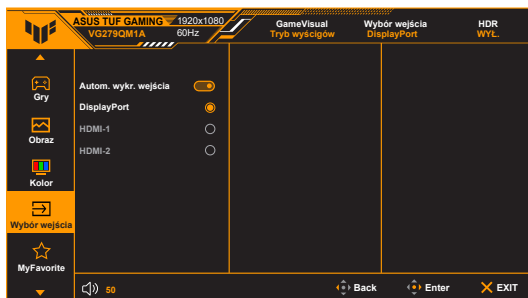 ASUS TUF GAMING
VG279QM1A
1920x1080
60Hz
GameVisual
Tryb wyścigów
Wybór wejścia
DisplayPort
HDR
WYŁ.
Gry
Obraz
Kolor
Wybór wejścia
MyFavorite
Autom. wykr. wejścia
DisplayPort
HDMI-1
HDMI-2
50
Back
Enter
EXIT